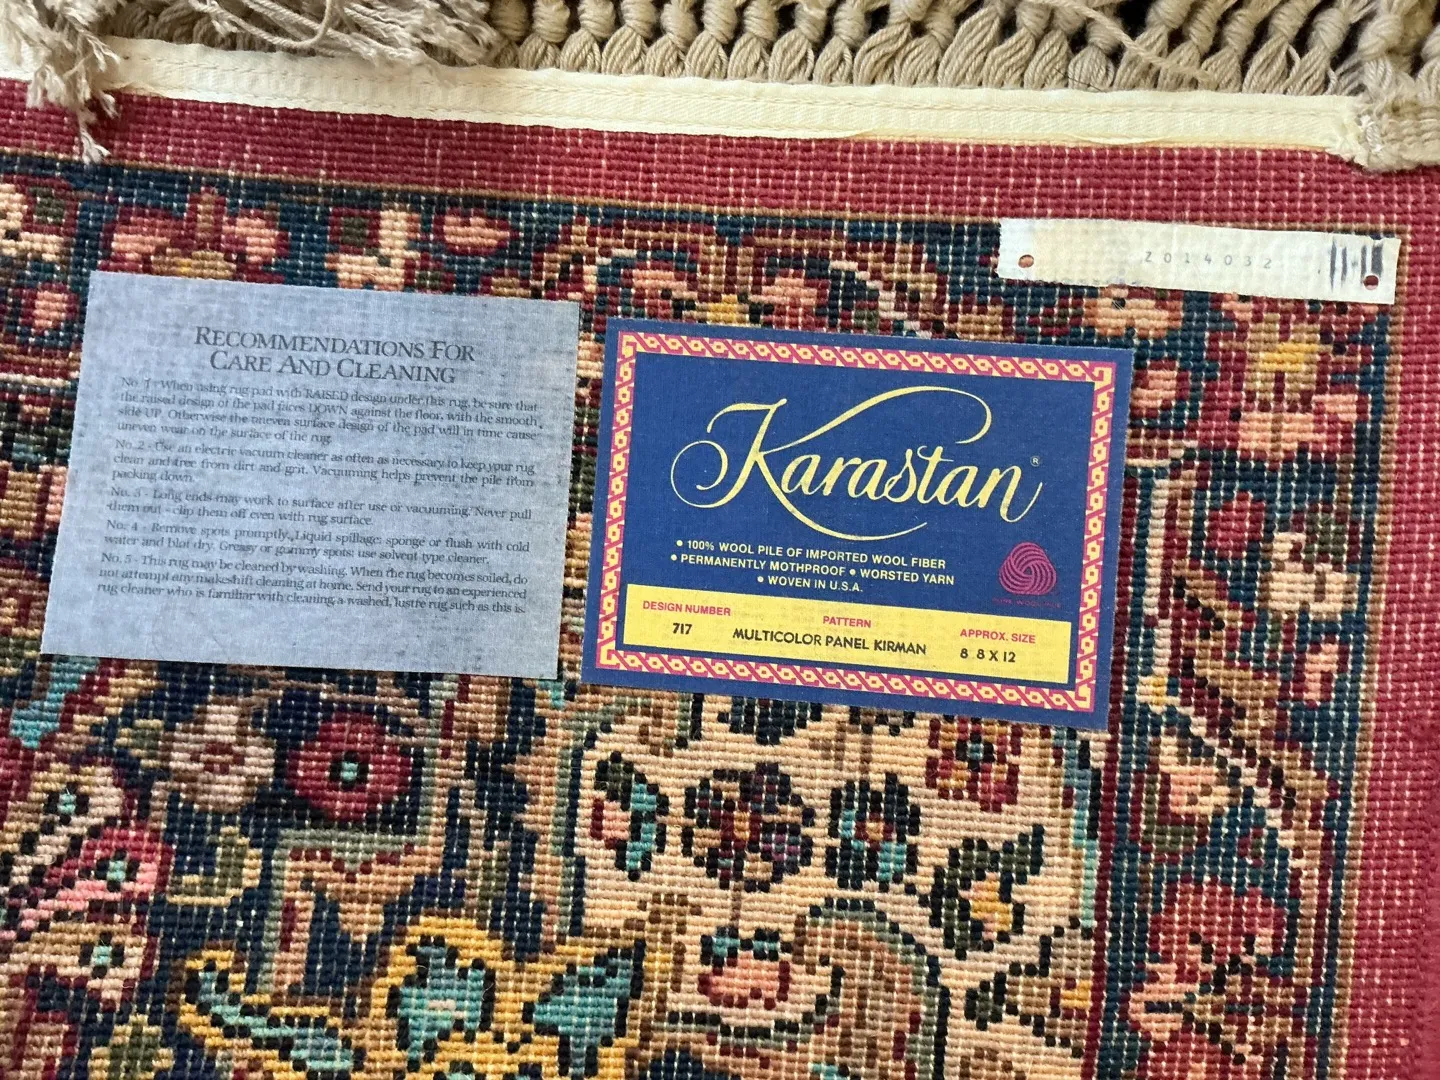 RECOMMENDATIONS FOR
CARE AND CLEANING
No. 1 - When using rug pad with RAISED design under this rug, be sure that
the raised design of the pad faces DOWN against the floor, with the smooth
side UP. Otherwise the uneven surface design of the pad will in time cause
uneven wear on the surface of the rug.
No. 2 - Use an electric vacuum cleaner as often as necessary to keep your rug
clean and free from dirt and grit. Vacuuming helps prevent the pile from
packing down.
No. 3 - Long ends may work to surface after use or vacuuming. Never pull
them out - clip them off even with rug surface.
No. 4 - Remove spots promptly. Liquid spillage: sponge or flush with cold
water and blot dry. Greasy or gummy spots: use solvent type cleaner.
No. 5 - This rug may be cleaned by washing. When the rug becomes soiled, do
not attempt any makeshift cleaning at home. Send your rug to an experienced
rug cleaner who is familiar with cleaning a washed, lustre rug such as this is.
2014032
Karastan®
• 100% WOOL PILE OF IMPORTED WOOL FIBER
• PERMANENTLY MOTHPROOF • WORSTED YARN
• WOVEN IN U.S.A.
PURE WOOL PILE
DESIGN NUMBER PATTERN APPROX. SIZE
717 MULTICOLOR PANEL KIRMAN 8 8 X 12